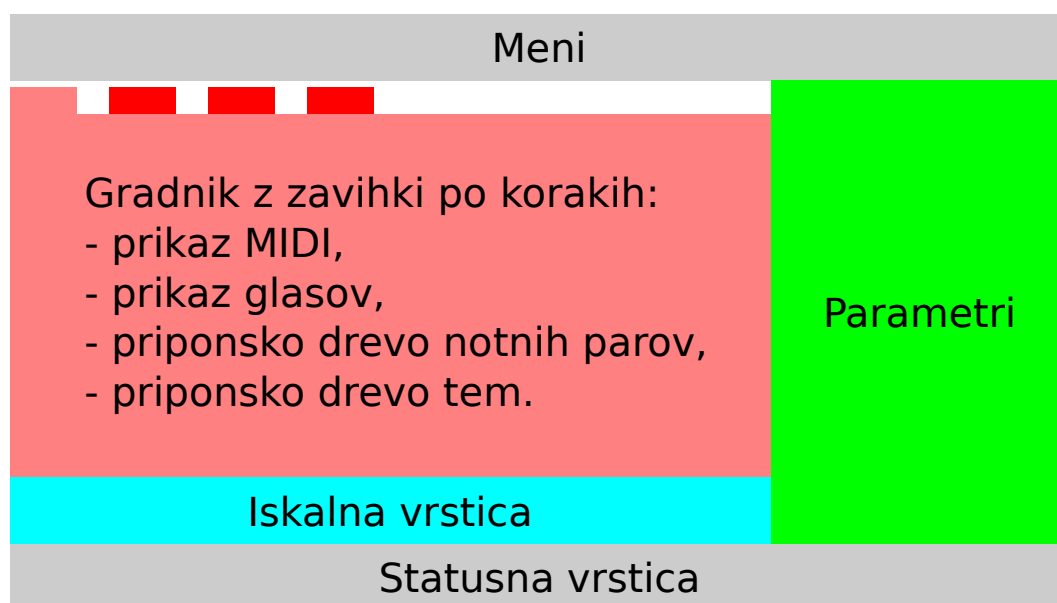 Meni
Gradnik z zavihki po korakih:
- prikaz MIDI,
- prikaz glasov,
- priponsko drevo notnih parov,
- priponsko drevo tem.
Parametri
Iskalna vrstica
Statusna vrstica